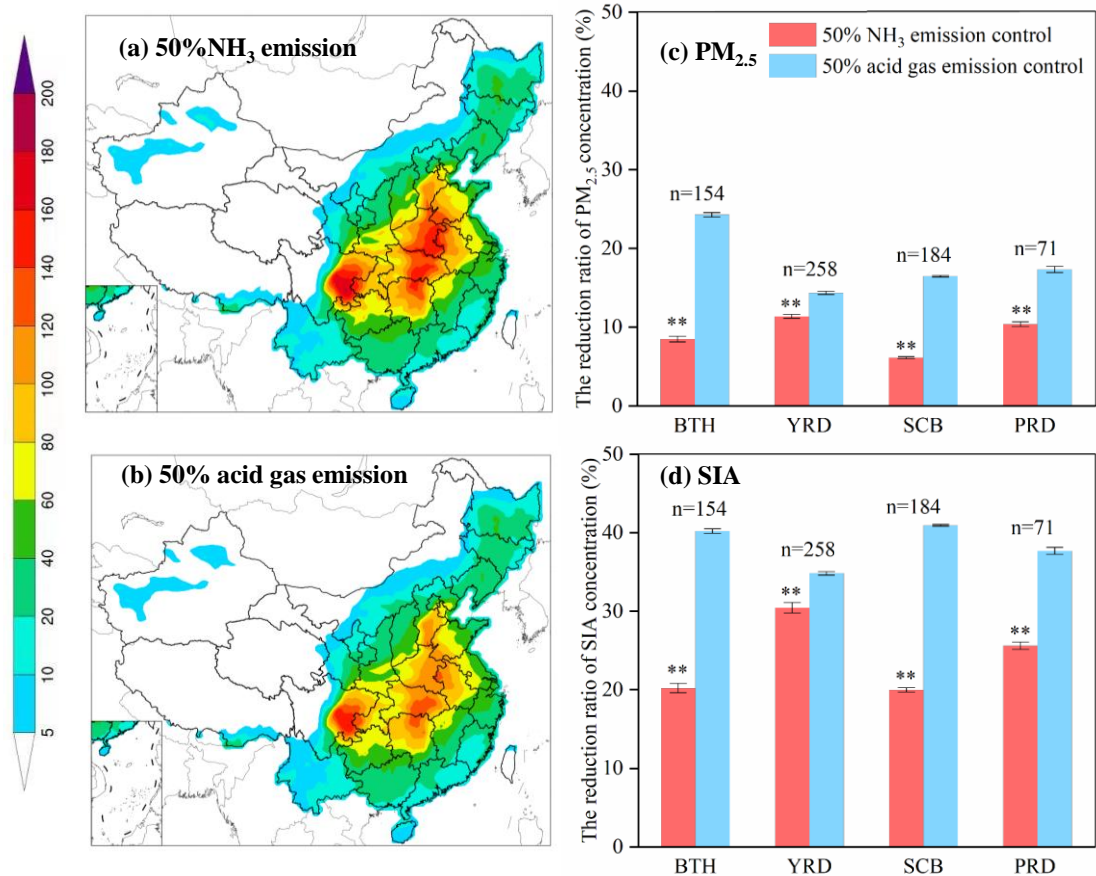 (a) 50%NH₃ emission
200
180
160
140
120
100
80
60
40
20
10
5
(b) 50% acid gas emission
(c) PM₂.₅
50% NH₃ emission control
50% acid gas emission control
The reduction ratio of PM₂.₅ concentration (%)
50
40
30
20
10
0
n=154
n=258
n=184
n=71
**
**
**
**
BTH
YRD
SCB
PRD
(d) SIA
The reduction ratio of SIA concentration (%)
50
40
30
20
10
0
n=154
n=258
n=184
n=71
**
**
**
**
BTH
YRD
SCB
PRD